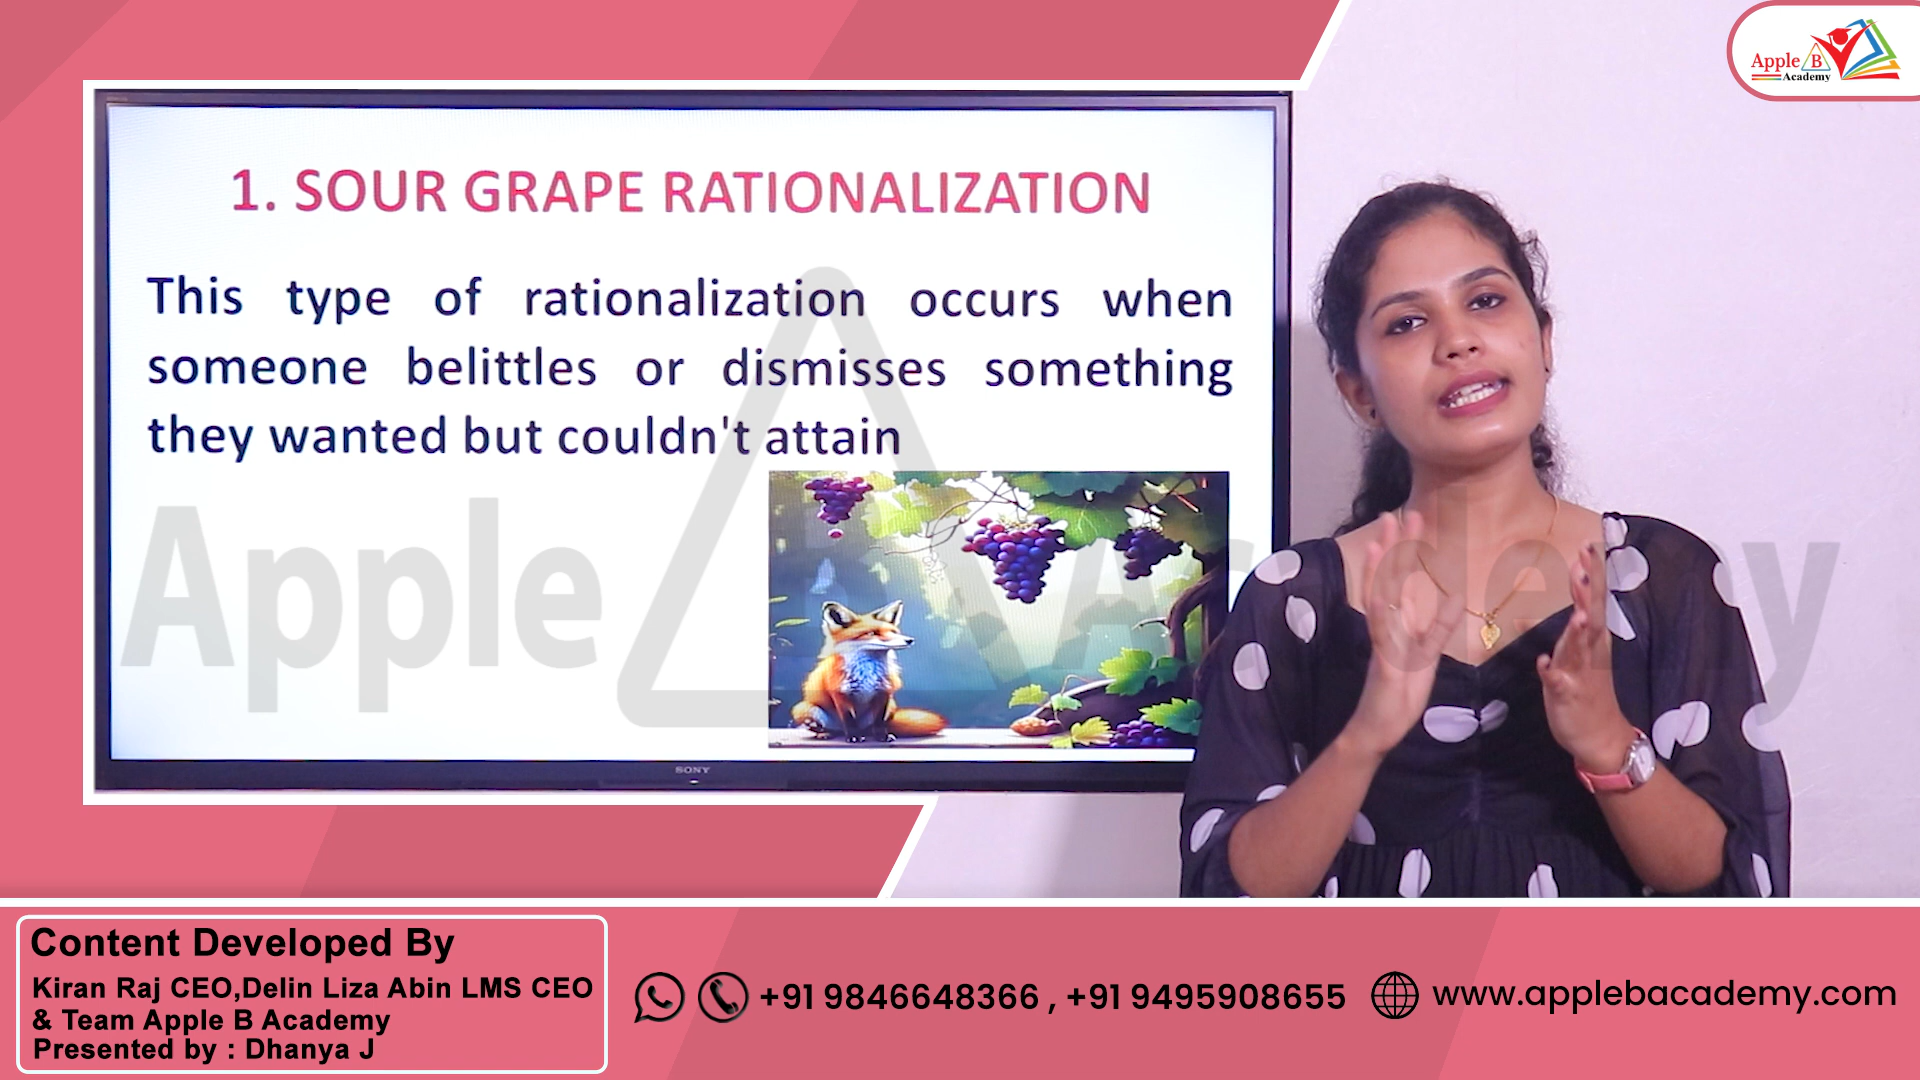 Apple B
Academy
1. SOUR GRAPE RATIONALIZATION
This type of rationalization occurs when
someone belittles or dismisses something
they wanted but couldn't attain
Apple B Academy
SONY
Content Developed By
Kiran Raj CEO,Delin Liza Abin LMS CEO
& Team Apple B Academy
Presented by : Dhanya J
+91 9846648366 , +91 9495908655
www.applebacademy.com